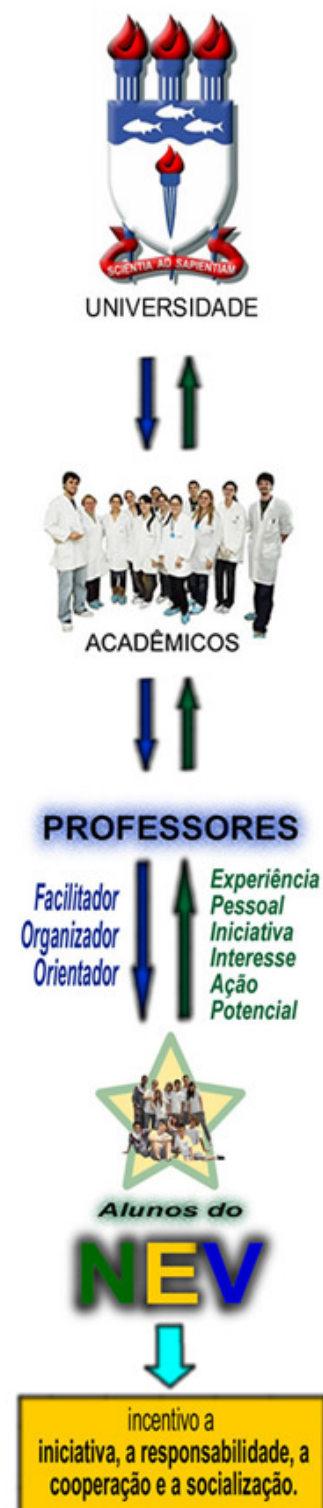 SCIENTIA AD SAPIENTIAM
UNIVERSIDADE
ACADÊMICOS
PROFESSORES
Facilitador
Organizador
Orientador
Experiência
Pessoal
Iniciativa
Interesse
Ação
Potencial
Alunos do
NEV
incentivo a
iniciativa, a responsabilidade, a
cooperação e a socialização.